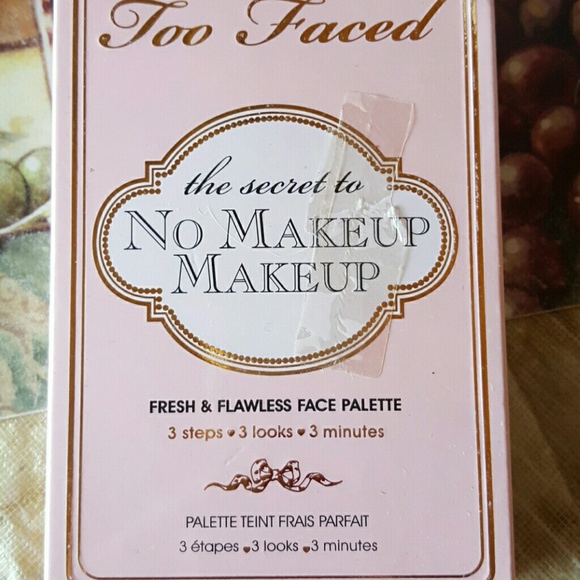 Too Faced
the secret to
NO MAKEUP
MAKEUP
FRESH & FLAWLESS FACE PALETTE
3 steps ♥ 3 looks ♥ 3 minutes
PALETTE TEINT FRAIS PARFAIT
3 étapes ♥ 3 looks ♥ 3 minutes